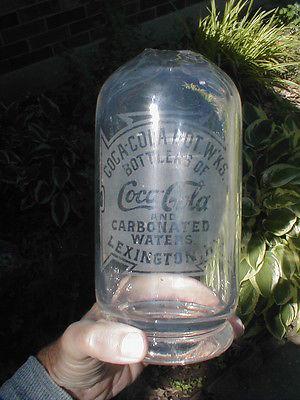 COCA-COLA BOT. WKS
BOTTLERS OF
Coca-Cola
AND
CARBONATED
WATERS
LEXINGTON,